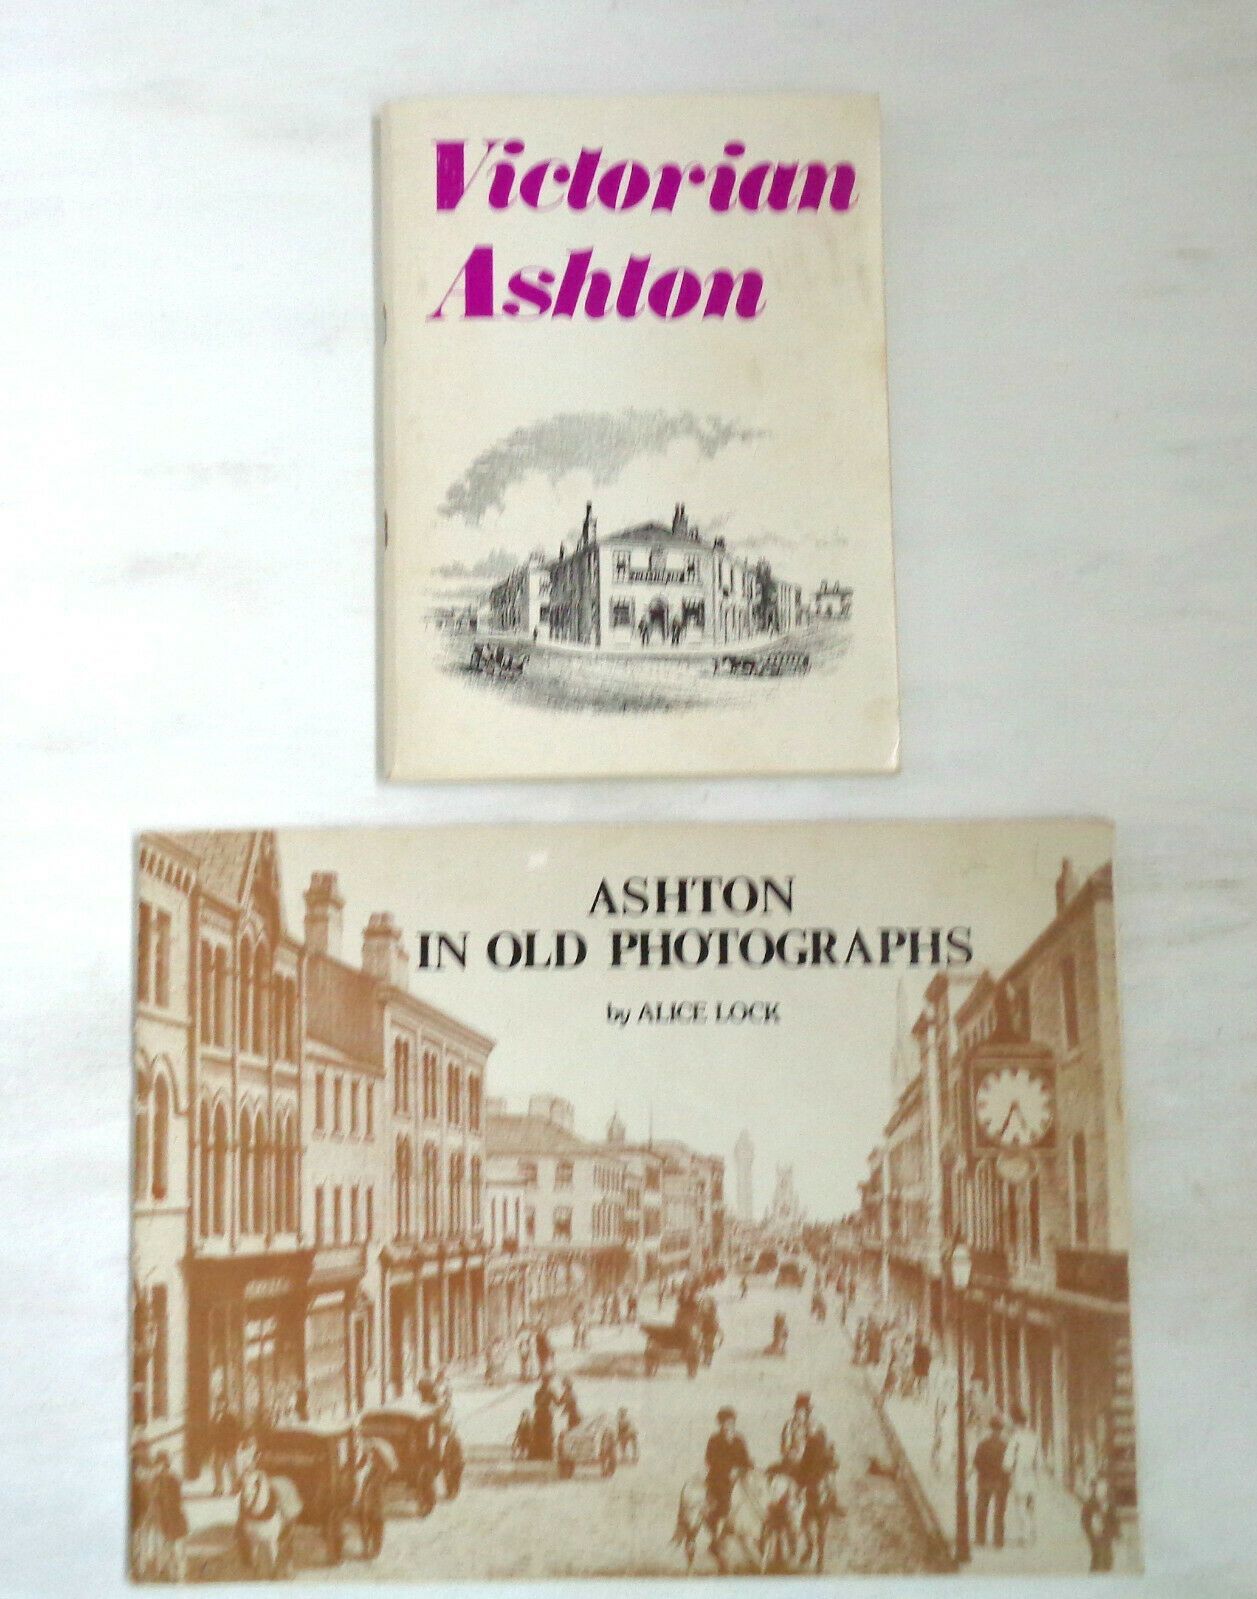 Victorian
Ashton
ASHTON
IN OLD PHOTOGRAPHS
by ALICE LOCK